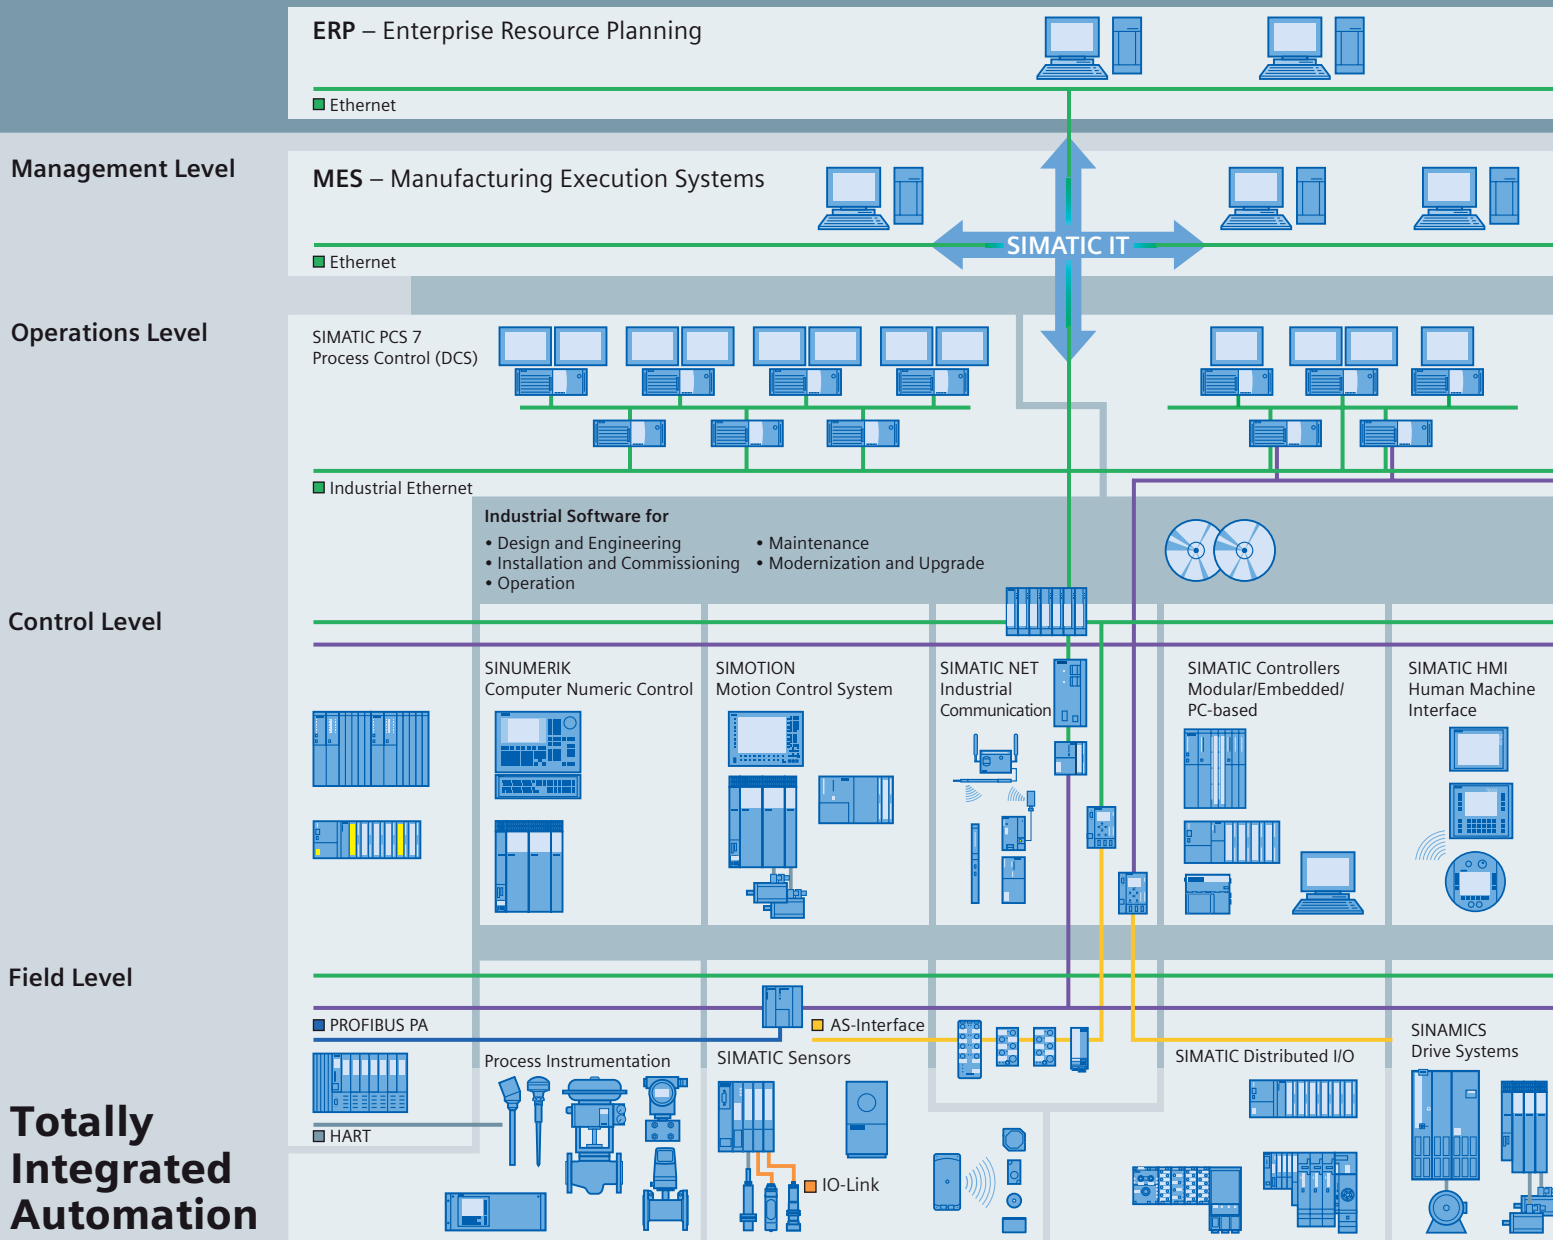 ERP – Enterprise Resource Planning
Ethernet
Management Level
MES – Manufacturing Execution Systems
SIMATIC IT
Ethernet
Operations Level
SIMATIC PCS 7
Process Control (DCS)
Industrial Ethernet
Industrial Software for
• Design and Engineering
• Installation and Commissioning
• Operation
• Maintenance
• Modernization and Upgrade
Control Level
SINUMERIK
Computer Numeric Control
SIMOTION
Motion Control System
SIMATIC NET
Industrial
Communication
SIMATIC Controllers
Modular/Embedded/
PC-based
SIMATIC HMI
Human Machine
Interface
Field Level
PROFIBUS PA
AS-Interface
Process Instrumentation
SIMATIC Sensors
SIMATIC Distributed I/O
SINAMICS
Drive Systems
HART
IO-Link
Totally
Integrated
Automation